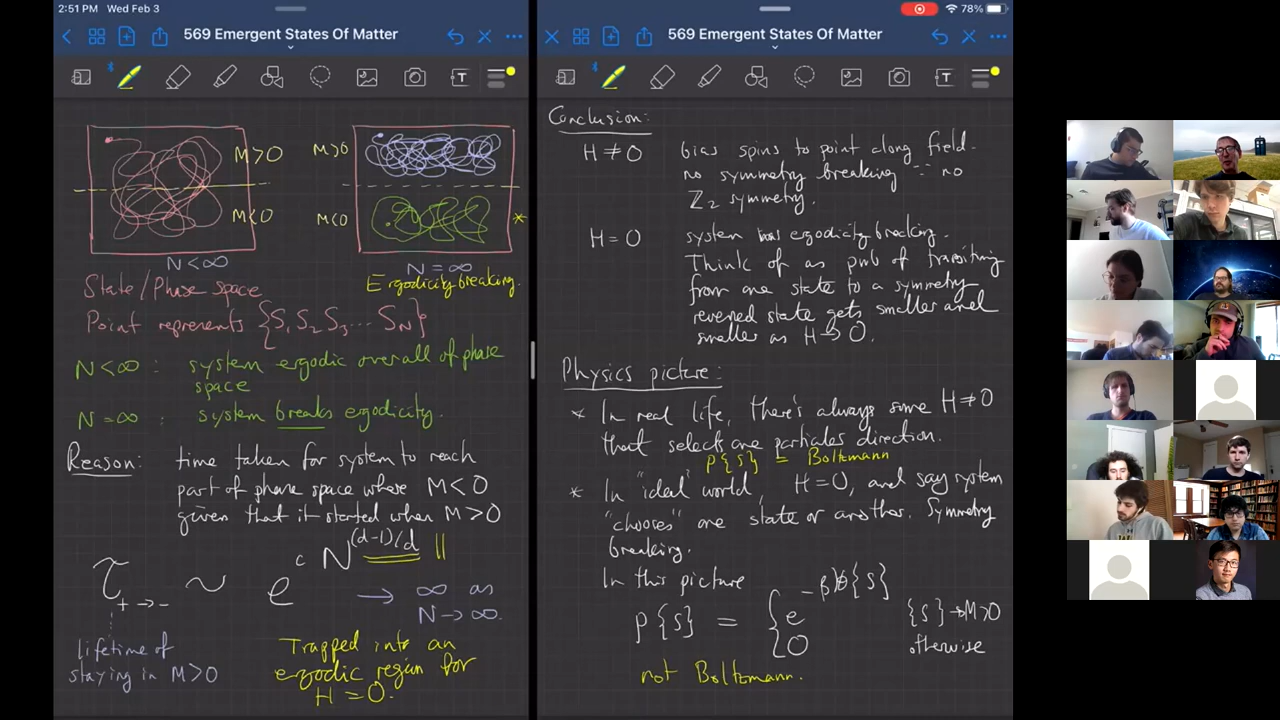 2:51 PM Wed Feb 3
569 Emergent States Of Matter
M>0
M<0
N<∞
M>0
M<0
*
N=∞
Ergodicity breaking.
State/Phase space
Point represents {S1 S2 S3 ... SN}
N<∞ : system ergodic over all of phase
space
N=∞ : system breaks ergodicity.
Reason: time taken for system to reach
part of phase space where M<0
given that it started when M>0
τ+→- ~ e^c N^(d-1)/d → ∞ as
N→∞.
lifetime of
staying in M>0
Trapped into an
ergodic region for
H=0.
78%
569 Emergent States Of Matter
Conclusion:
H≠0 bias spins to point along field.
no symmetry breaking ∵ no
Z2 symmetry.
H=0 system has ergodicity breaking.
Think of as prob of transiting
from one state to a symmetry
reversed state gets smaller and
smaller as H→0.
Physics picture:
* In real life, there's always some H≠0
that selects one particular direction.
P{S} = Boltzmann
* In "ideal world", H=0, and say system
"chooses" one state or another. Symmetry
breaking.
In this picture
P{S} = { e^-βH{S} {S}→M>0
0 otherwise
not Boltzmann.